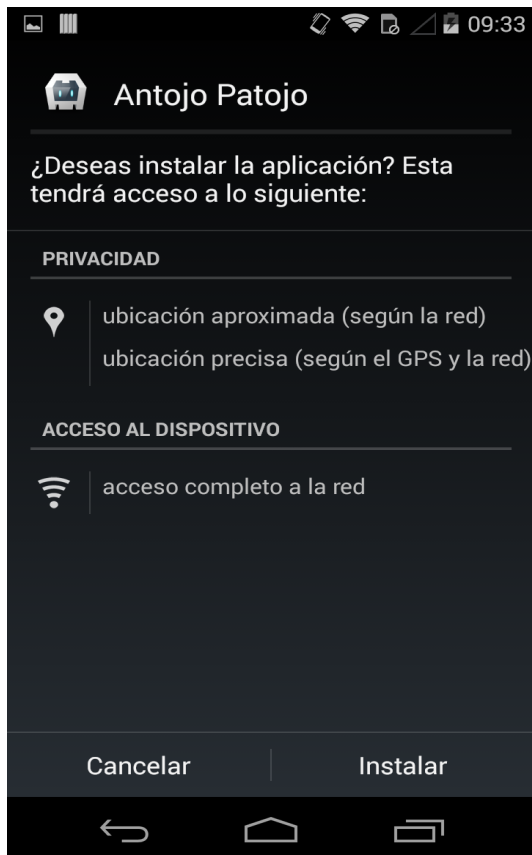 09:33
Antojo Patojo
¿Deseas instalar la aplicación? Esta
tendrá acceso a lo siguiente:
PRIVACIDAD
ubicación aproximada (según la red)
ubicación precisa (según el GPS y la red)
ACCESO AL DISPOSITIVO
acceso completo a la red
Cancelar
Instalar